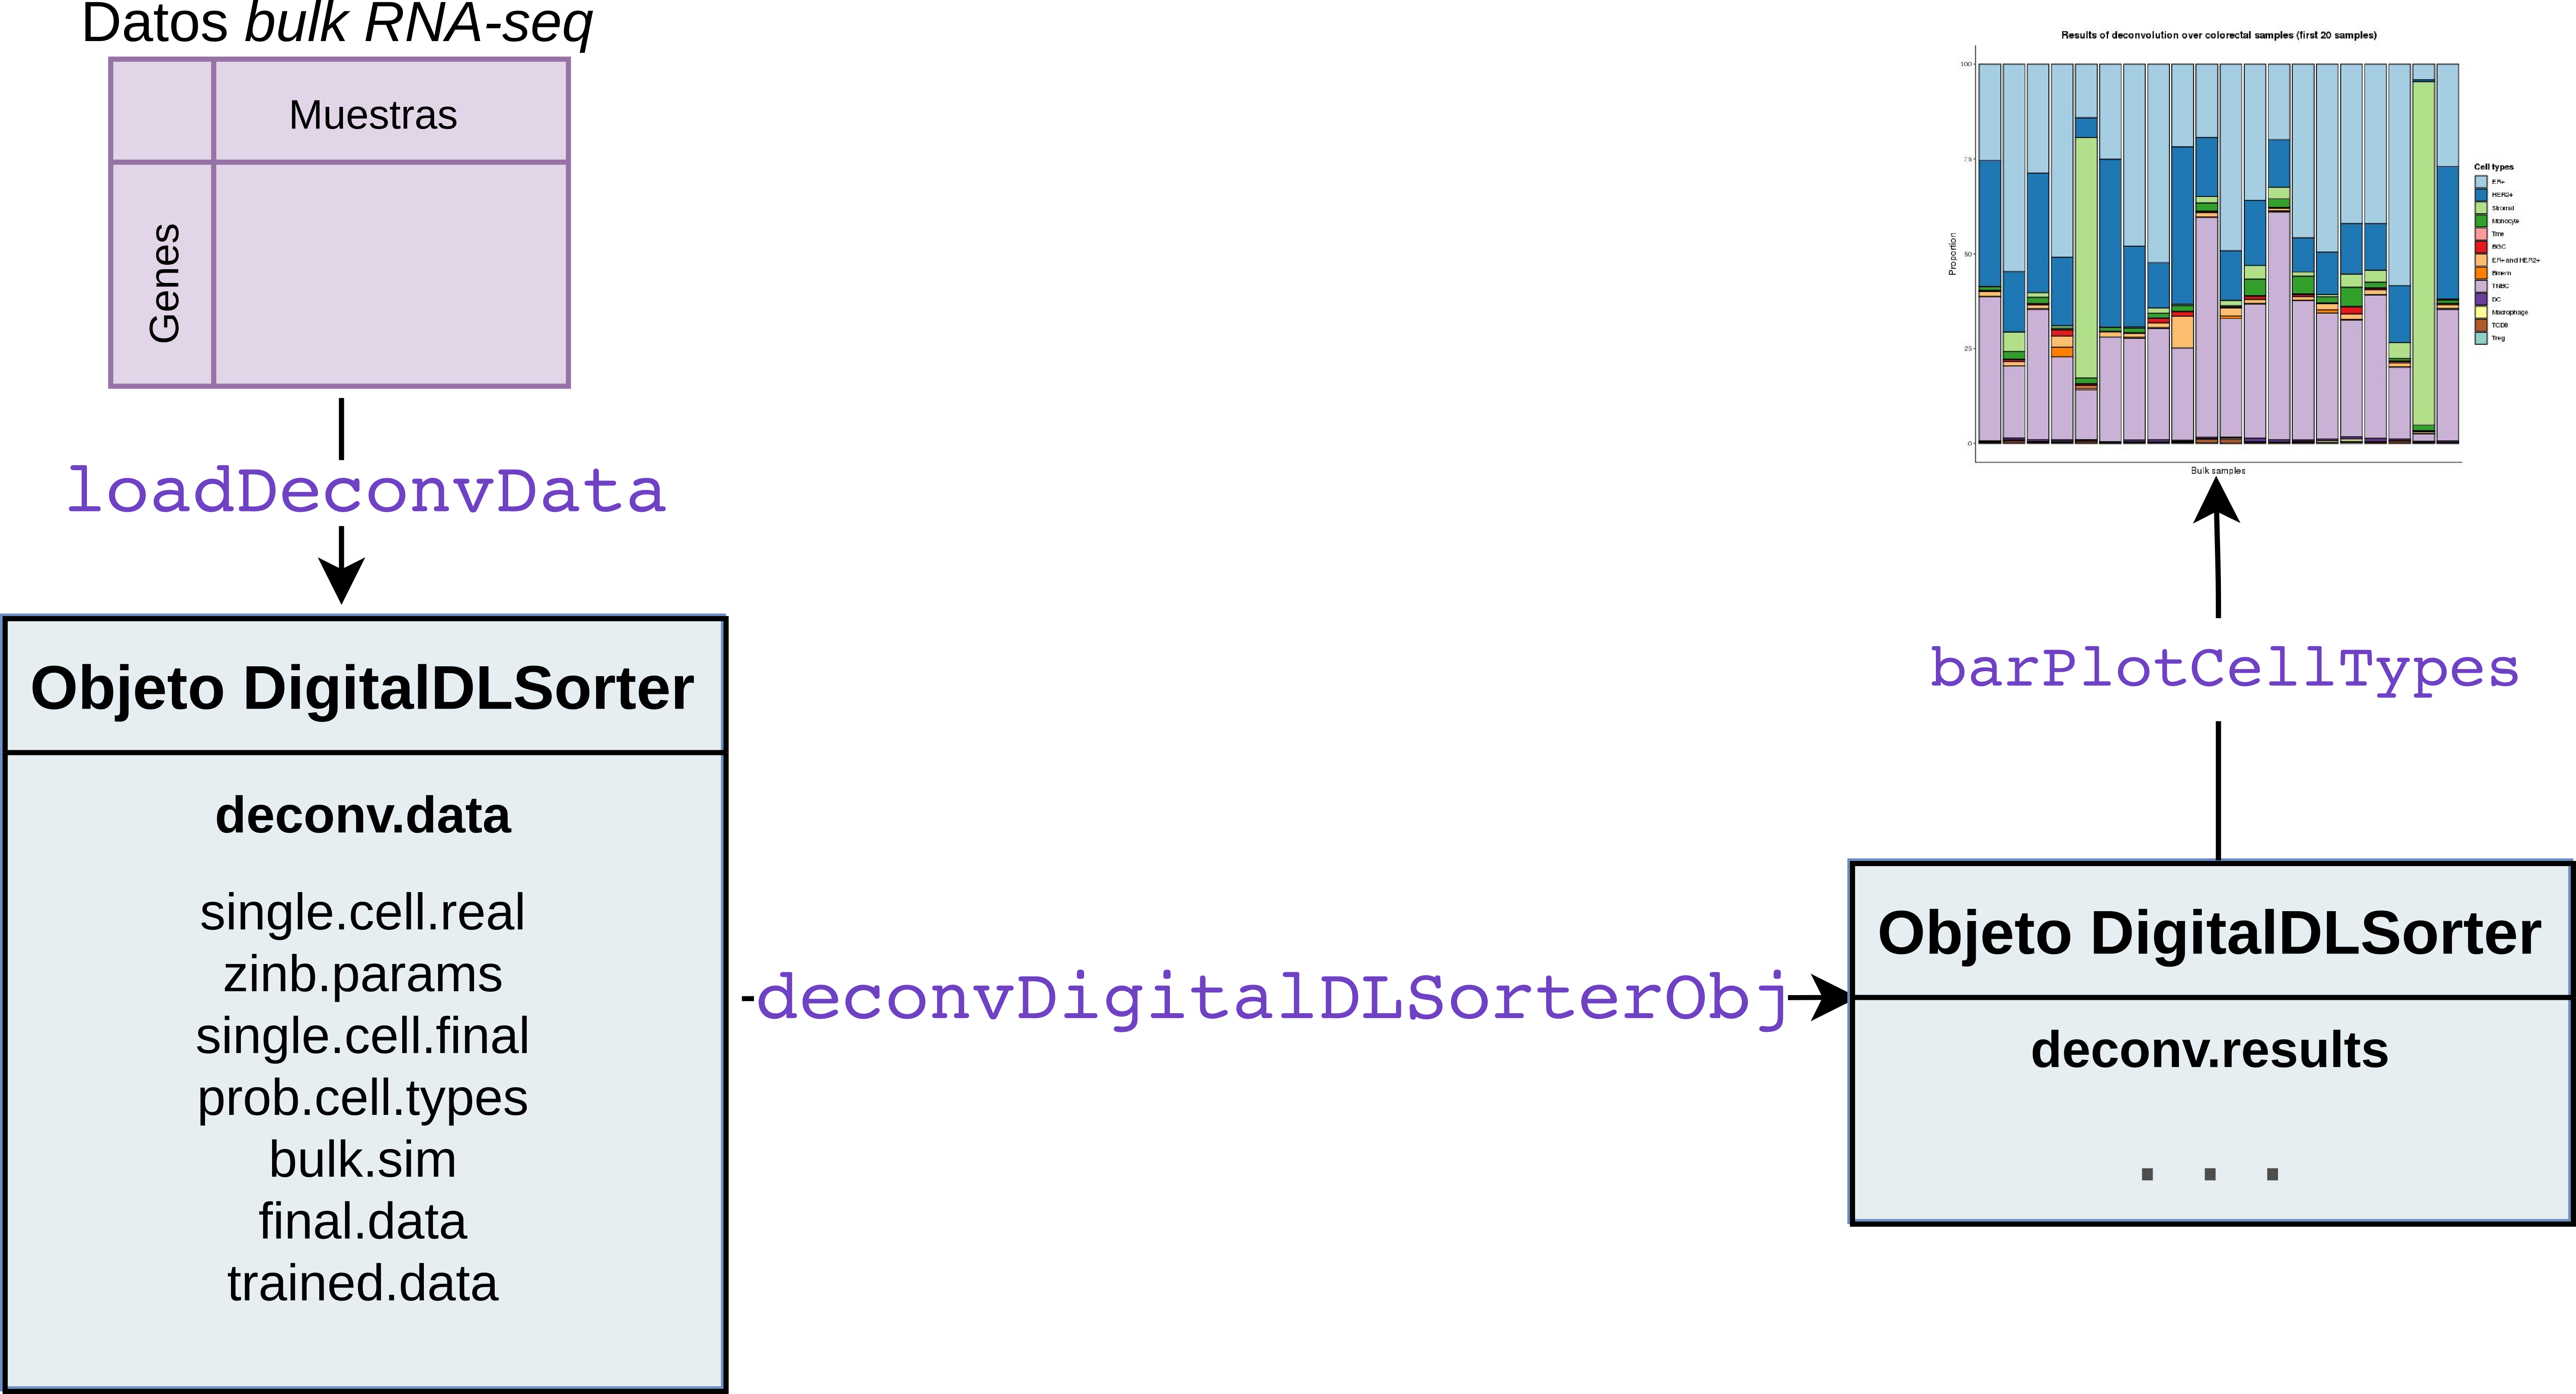 Datos bulk RNA-seq
Muestras
Genes
loadDeconvData
Objeto DigitalDLSorter
deconv.data
single.cell.real
zinb.params
single.cell.final
prob.cell.types
bulk.sim
final.data
trained.data
-deconvDigitalDLSorterObj
Results of deconvolution over colorectal samples (first 20 samples)
100
75
50
25
0
Proportion
Bulk samples
Cell types
ER+
HER2+
Stromal
Monocyte
Tme
BGC
ER+ and HER2+
Bmem
TNBC
DC
Macrophage
TCD8
Treg
barPlotCellTypes
Objeto DigitalDLSorter
deconv.results
. . .